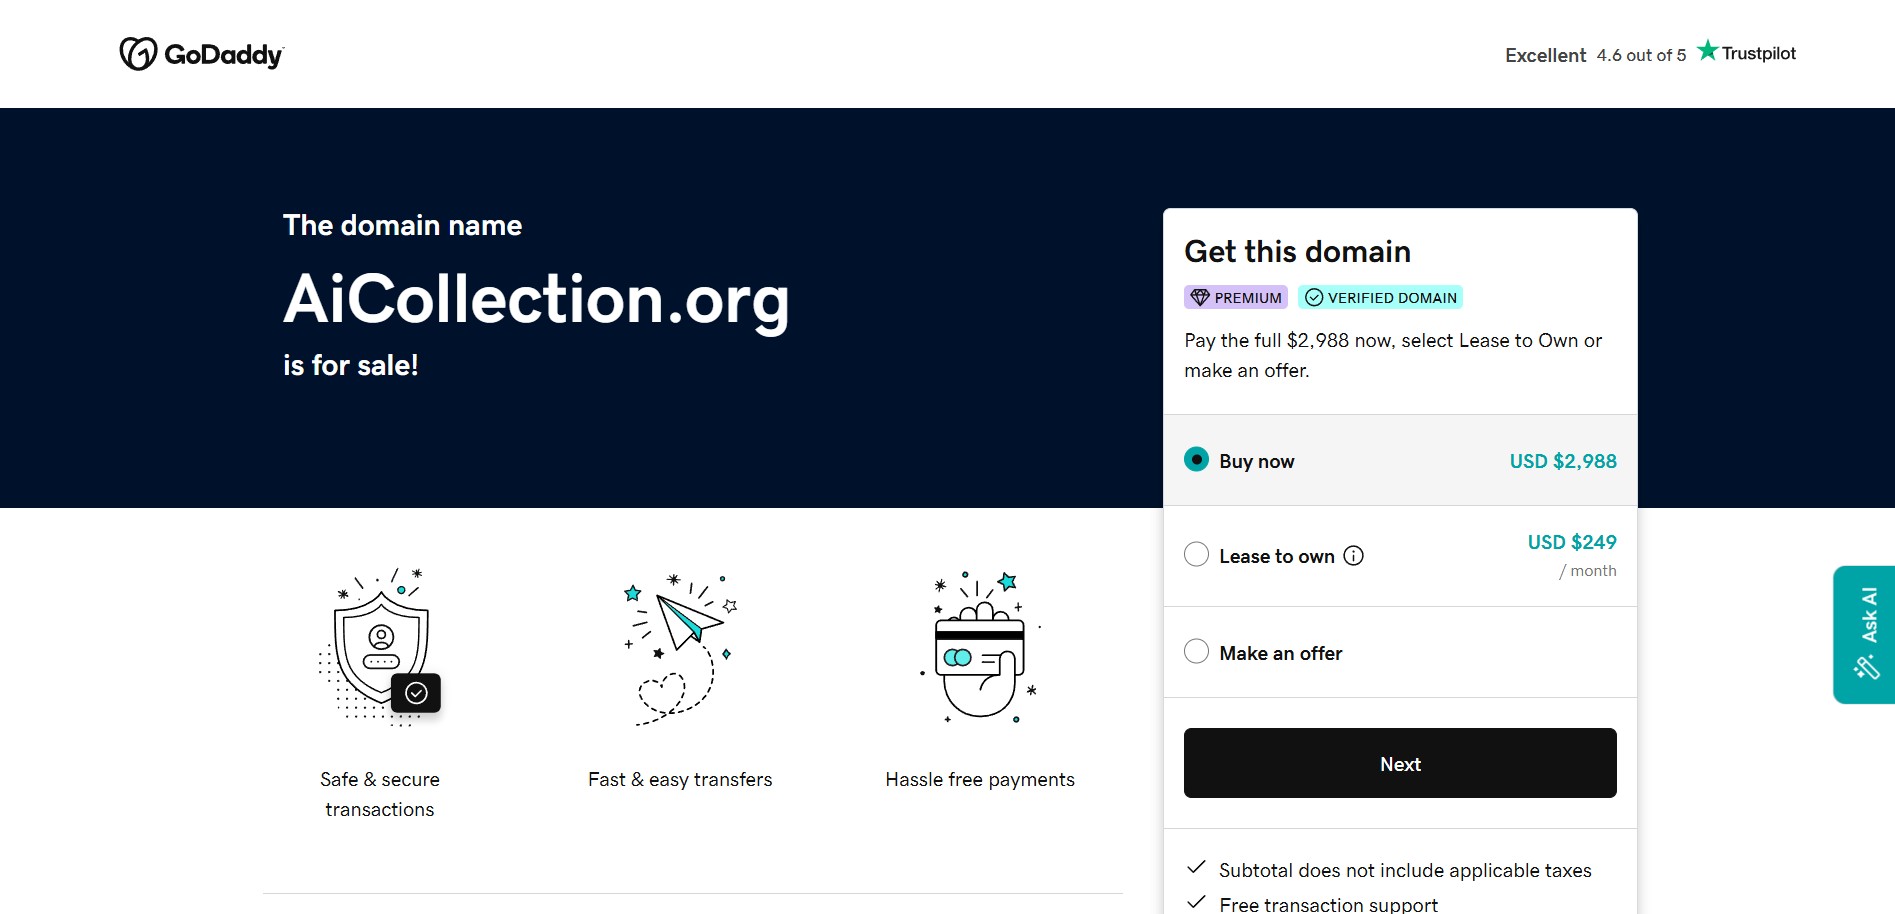 GoDaddy
Excellent 4.6 out of 5 Trustpilot
The domain name
AiCollection.org
is for sale!
Get this domain
PREMIUM VERIFIED DOMAIN
Pay the full $2,988 now, select Lease to Own or
make an offer.
Buy now USD $2,988
Lease to own USD $249
/ month
Make an offer
Next
Subtotal does not include applicable taxes
Free transaction support
Safe & secure
transactions
Fast & easy transfers
Hassle free payments
Ask AI